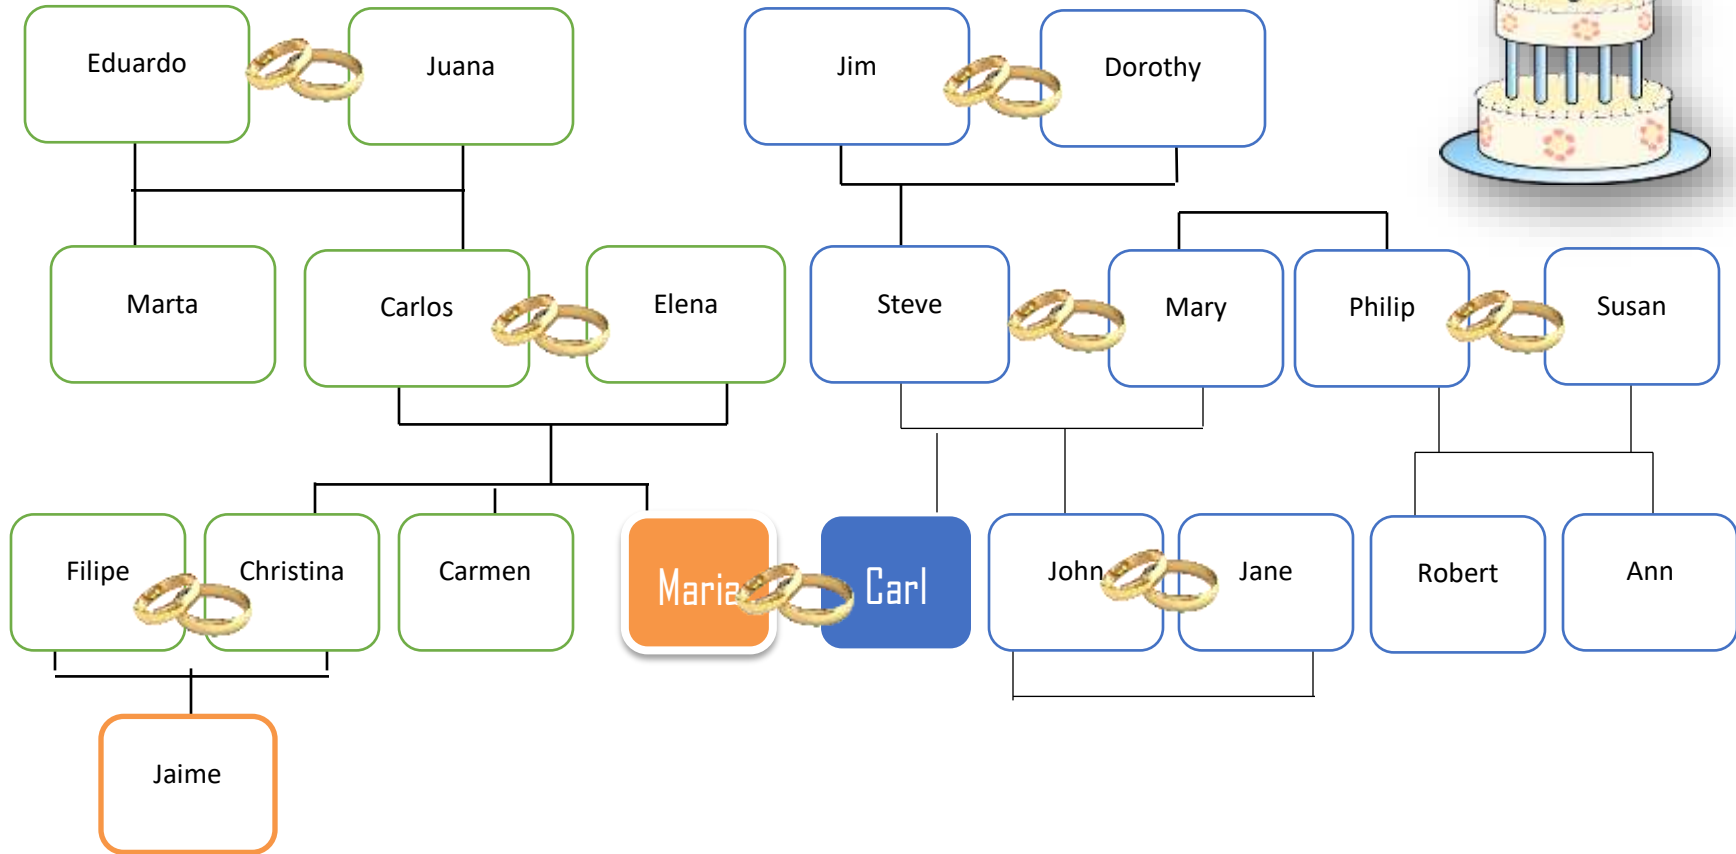 Eduardo
Juana
Jim
Dorothy
Marta
Carlos
Elena
Steve
Mary
Philip
Susan
Filipe
Christina
Carmen
Maria
Carl
John
Jane
Robert
Ann
Jaime